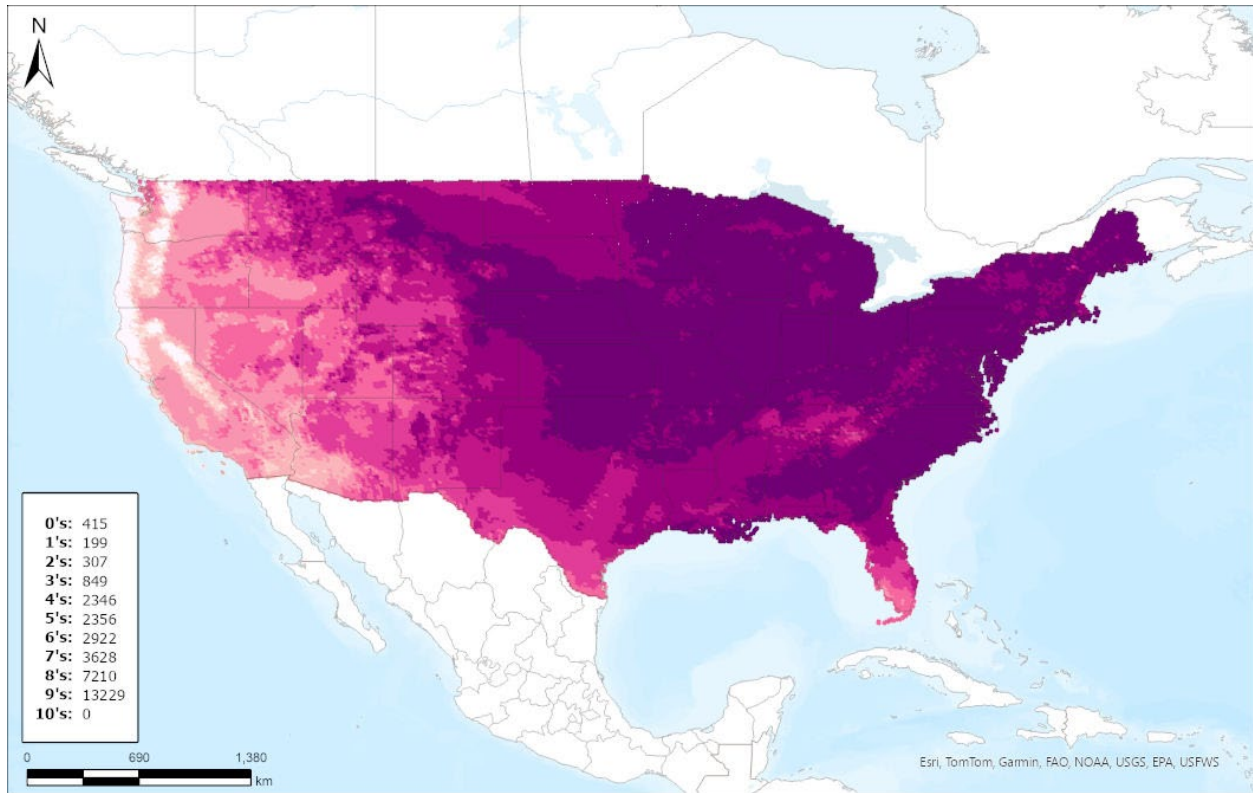 N
0's: 415
1's: 199
2's: 307
3's: 849
4's: 2346
5's: 2356
6's: 2922
7's: 3628
8's: 7210
9's: 13229
10's: 0
0 690 1,380
km
Esri, TomTom, Garmin, FAO, NOAA, USGS, EPA, USFWS